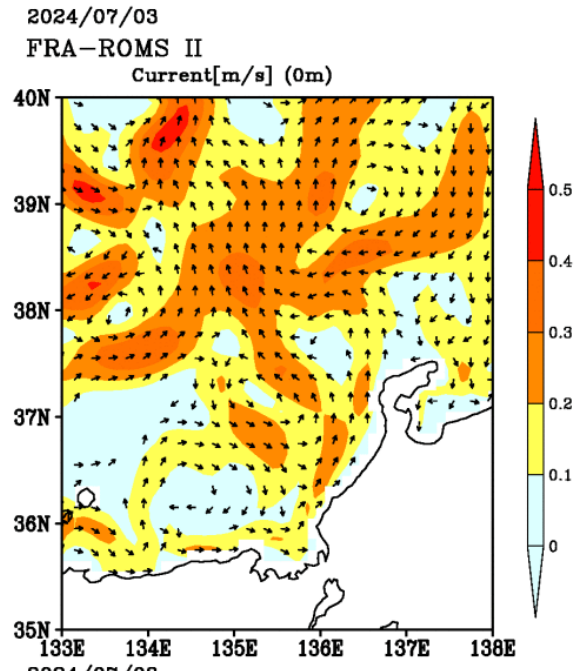 2024/07/03
FRA-ROMS II
Current[m/s] (0m)
40N
39N
38N
37N
36N
35N
133E 134E 135E 136E 137E 138E
0.5
0.4
0.3
0.2
0.1
0